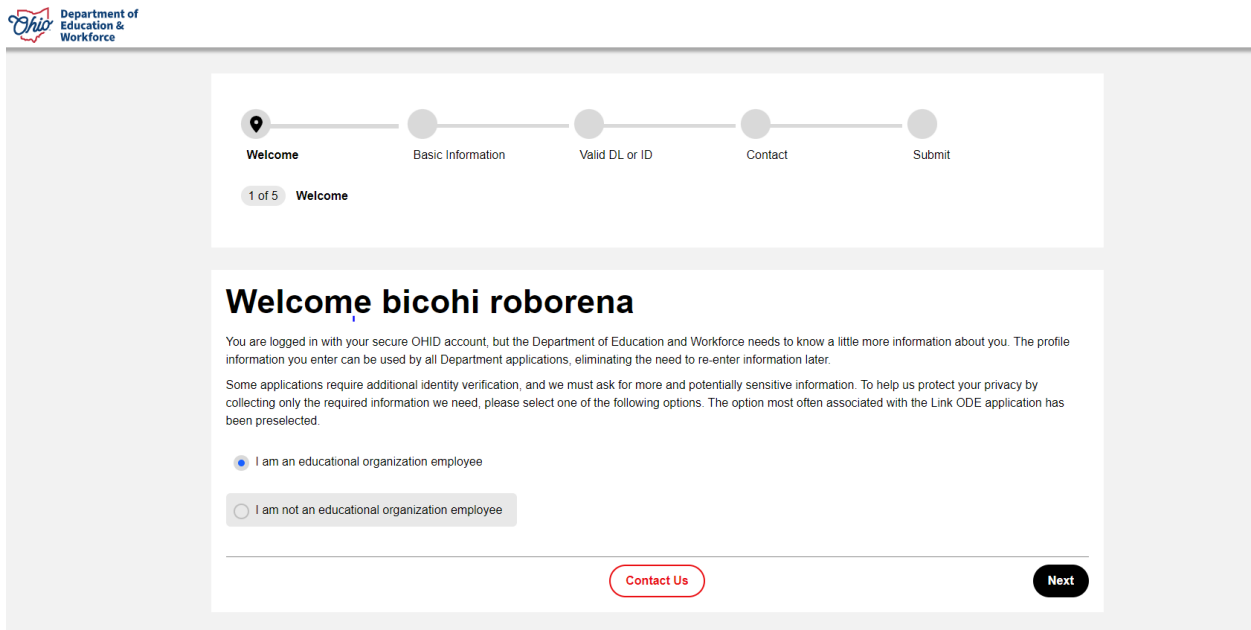 Ohio
Department of
Education &
Workforce
Welcome
Basic Information
Valid DL or ID
Contact
Submit
1 of 5 Welcome
Welcome bicohi roborena
You are logged in with your secure OHID account, but the Department of Education and Workforce needs to know a little more information about you. The profile
information you enter can be used by all Department applications, eliminating the need to re-enter information later.
Some applications require additional identity verification, and we must ask for more and potentially sensitive information. To help us protect your privacy by
collecting only the required information we need, please select one of the following options. The option most often associated with the Link ODE application has
been preselected.
I am an educational organization employee
I am not an educational organization employee
Contact Us
Next